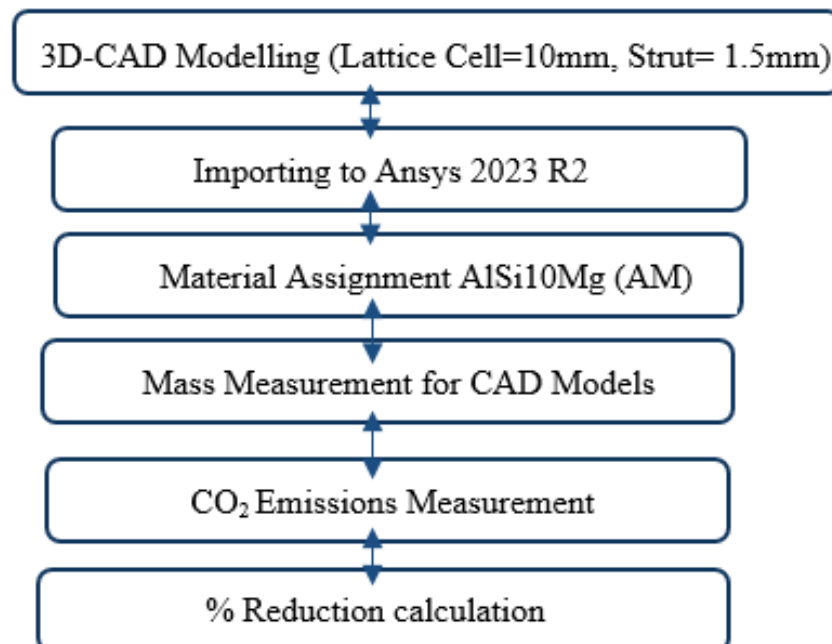 3D-CAD Modelling (Lattice Cell=10mm, Strut= 1.5mm)
Importing to Ansys 2023 R2
Material Assignment AlSi10Mg (AM)
Mass Measurement for CAD Models
CO₂ Emissions Measurement
% Reduction calculation